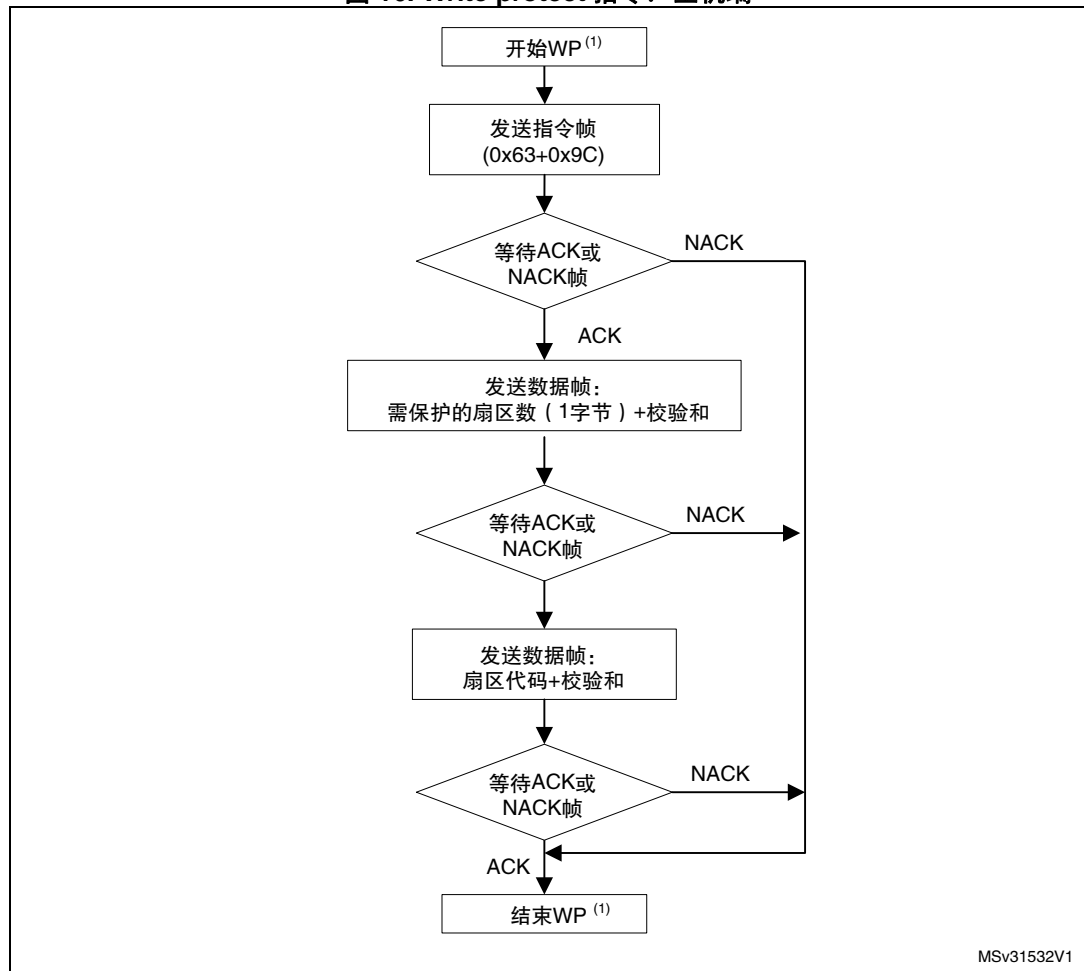 开始WP (1)
发送指令帧
(0x63+0x9C)
等待ACK或
NACK帧
NACK
ACK
发送数据帧：
需保护的扇区数（1字节）+校验和
等待ACK或
NACK帧
NACK
发送数据帧：
扇区代码+校验和
等待ACK或
NACK帧
NACK
ACK
结束WP (1)
MSv31532V1